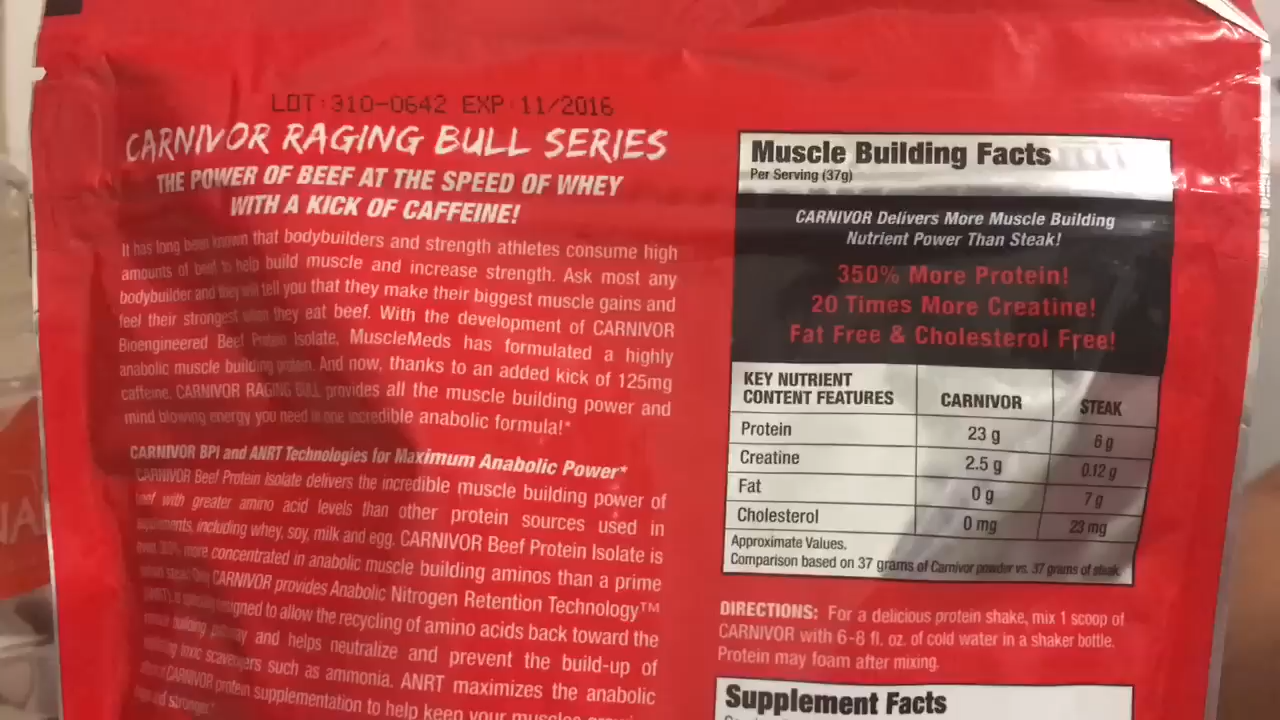 LOT:310-0642 EXP 11/2016
CARNIVOR RAGING BULL SERIES
THE POWER OF BEEF AT THE SPEED OF WHEY
WITH A KICK OF CAFFEINE!
It has long been known that bodybuilders and strength athletes consume high
amounts of beef to help build muscle and increase strength. Ask most any
bodybuilder and they will tell you that they make their biggest muscle gains and
feel their strongest when they eat beef. With the development of CARNIVOR
Bioengineered Beef Protein Isolate, MuscleMeds has formulated a highly
anabolic muscle building protein. And now, thanks to an added kick of 125mg
caffeine, CARNIVOR RAGING BULL provides all the muscle building power and
mind blowing energy you need in one incredible anabolic formula!*
CARNIVOR BPI and ANRT Technologies for Maximum Anabolic Power*
CARNIVOR Beef Protein Isolate delivers the incredible muscle building power of
beef with greater amino acid levels than other protein sources used in
supplements, including whey, soy, milk and egg. CARNIVOR Beef Protein Isolate is
even 350% more concentrated in anabolic muscle building aminos than a prime
steak! Only CARNIVOR provides Anabolic Nitrogen Retention Technology™
(ANRT), designed to allow the recycling of amino acids back toward the
muscle building and helps neutralize and prevent the build-up of
toxic scavengers such as ammonia. ANRT maximizes the anabolic
CARNIVOR protein supplementation to help keep your muscles
and stronger.*
Muscle Building Facts
Per Serving (37g)
CARNIVOR Delivers More Muscle Building
Nutrient Power Than Steak!
350% More Protein!
20 Times More Creatine!
Fat Free & Cholesterol Free!
KEY NUTRIENT
CONTENT FEATURES CARNIVOR STEAK
Protein 23 g 6 g
Creatine 2.5 g 0.12 g
Fat 0 g 7 g
Cholesterol 0 mg 23 mg
Approximate Values.
Comparison based on 37 grams of Carnivor powder vs. 37 grams of steak.
DIRECTIONS: For a delicious protein shake, mix 1 scoop of
CARNIVOR with 6-8 fl. oz. of cold water in a shaker bottle.
Protein may foam after mixing.
Supplement Facts